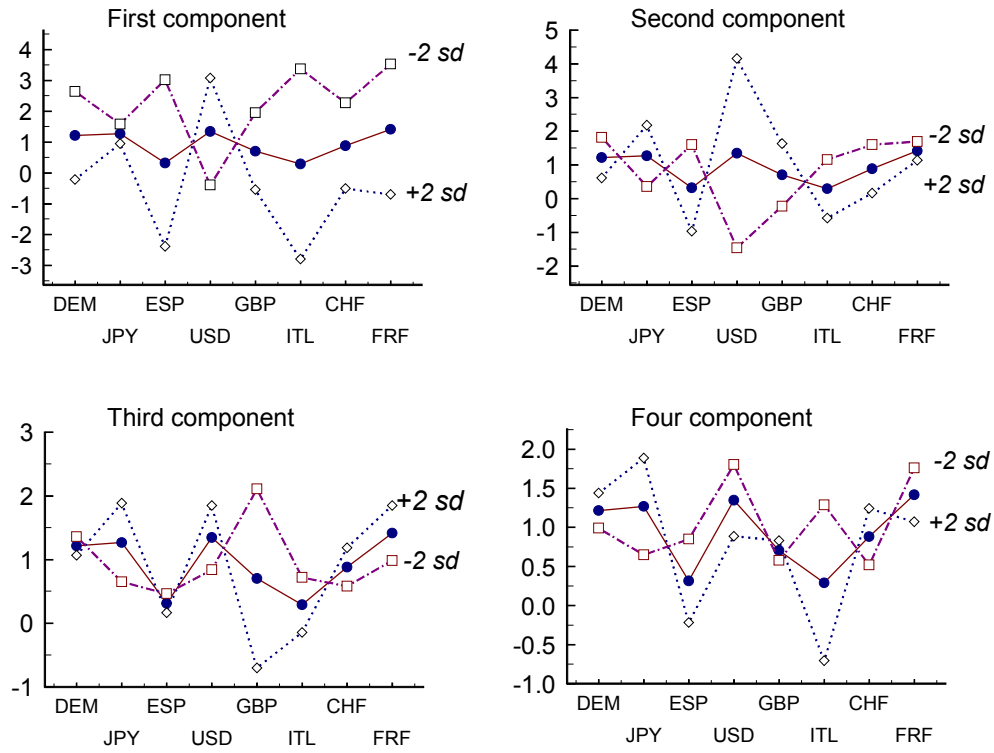 First component
4
3
2
1
0
-1
-2
-3
-2 sd
+2 sd
DEM ESP GBP CHF
JPY USD ITL FRF
Second component
5
4
3
2
1
0
-1
-2
-2 sd
+2 sd
DEM ESP GBP CHF
JPY USD ITL FRF
Third component
3
2
1
0
-1
+2 sd
-2 sd
DEM ESP GBP CHF
JPY USD ITL FRF
Four component
2.0
1.5
1.0
0.5
0.0
-0.5
-1.0
-2 sd
+2 sd
DEM ESP GBP CHF
JPY USD ITL FRF